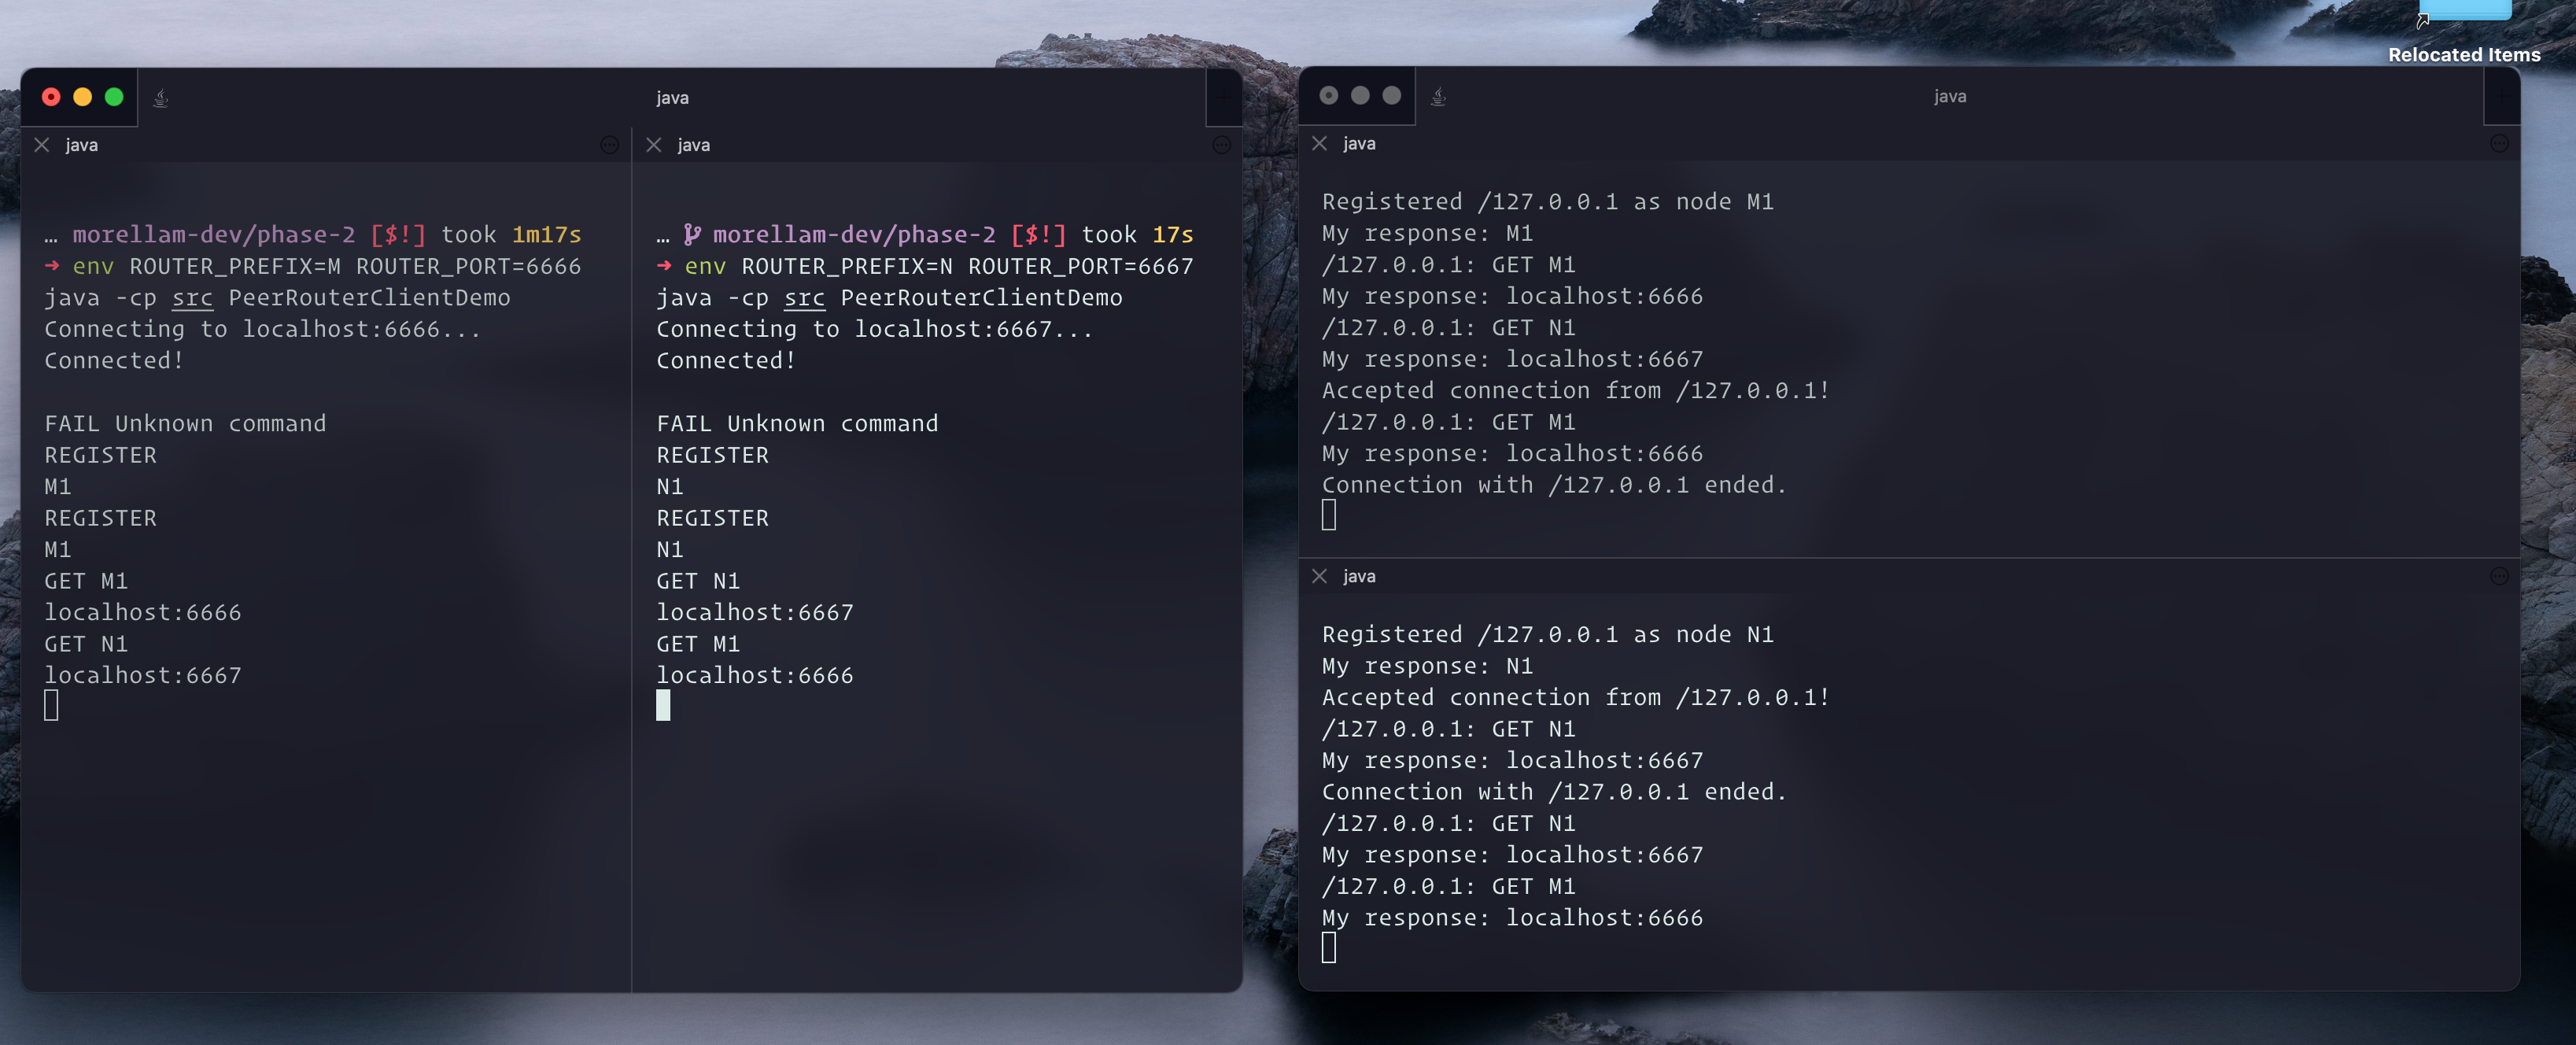 Relocated Items
java
java
java
… morellam-dev/phase-2 [$!] took 1m17s
➜ env ROUTER_PREFIX=M ROUTER_PORT=6666
java -cp src PeerRouterClientDemo
Connecting to localhost:6666...
Connected!
FAIL Unknown command
REGISTER
M1
REGISTER
M1
GET M1
localhost:6666
GET N1
localhost:6667
… morellam-dev/phase-2 [$!] took 17s
➜ env ROUTER_PREFIX=N ROUTER_PORT=6667
java -cp src PeerRouterClientDemo
Connecting to localhost:6667...
Connected!
FAIL Unknown command
REGISTER
N1
REGISTER
N1
GET N1
localhost:6667
GET M1
localhost:6666
java
java
Registered /127.0.0.1 as node M1
My response: M1
/127.0.0.1: GET M1
My response: localhost:6666
/127.0.0.1: GET N1
My response: localhost:6667
Accepted connection from /127.0.0.1!
/127.0.0.1: GET M1
My response: localhost:6666
Connection with /127.0.0.1 ended.
java
Registered /127.0.0.1 as node N1
My response: N1
Accepted connection from /127.0.0.1!
/127.0.0.1: GET N1
My response: localhost:6667
Connection with /127.0.0.1 ended.
/127.0.0.1: GET N1
My response: localhost:6667
/127.0.0.1: GET M1
My response: localhost:6666